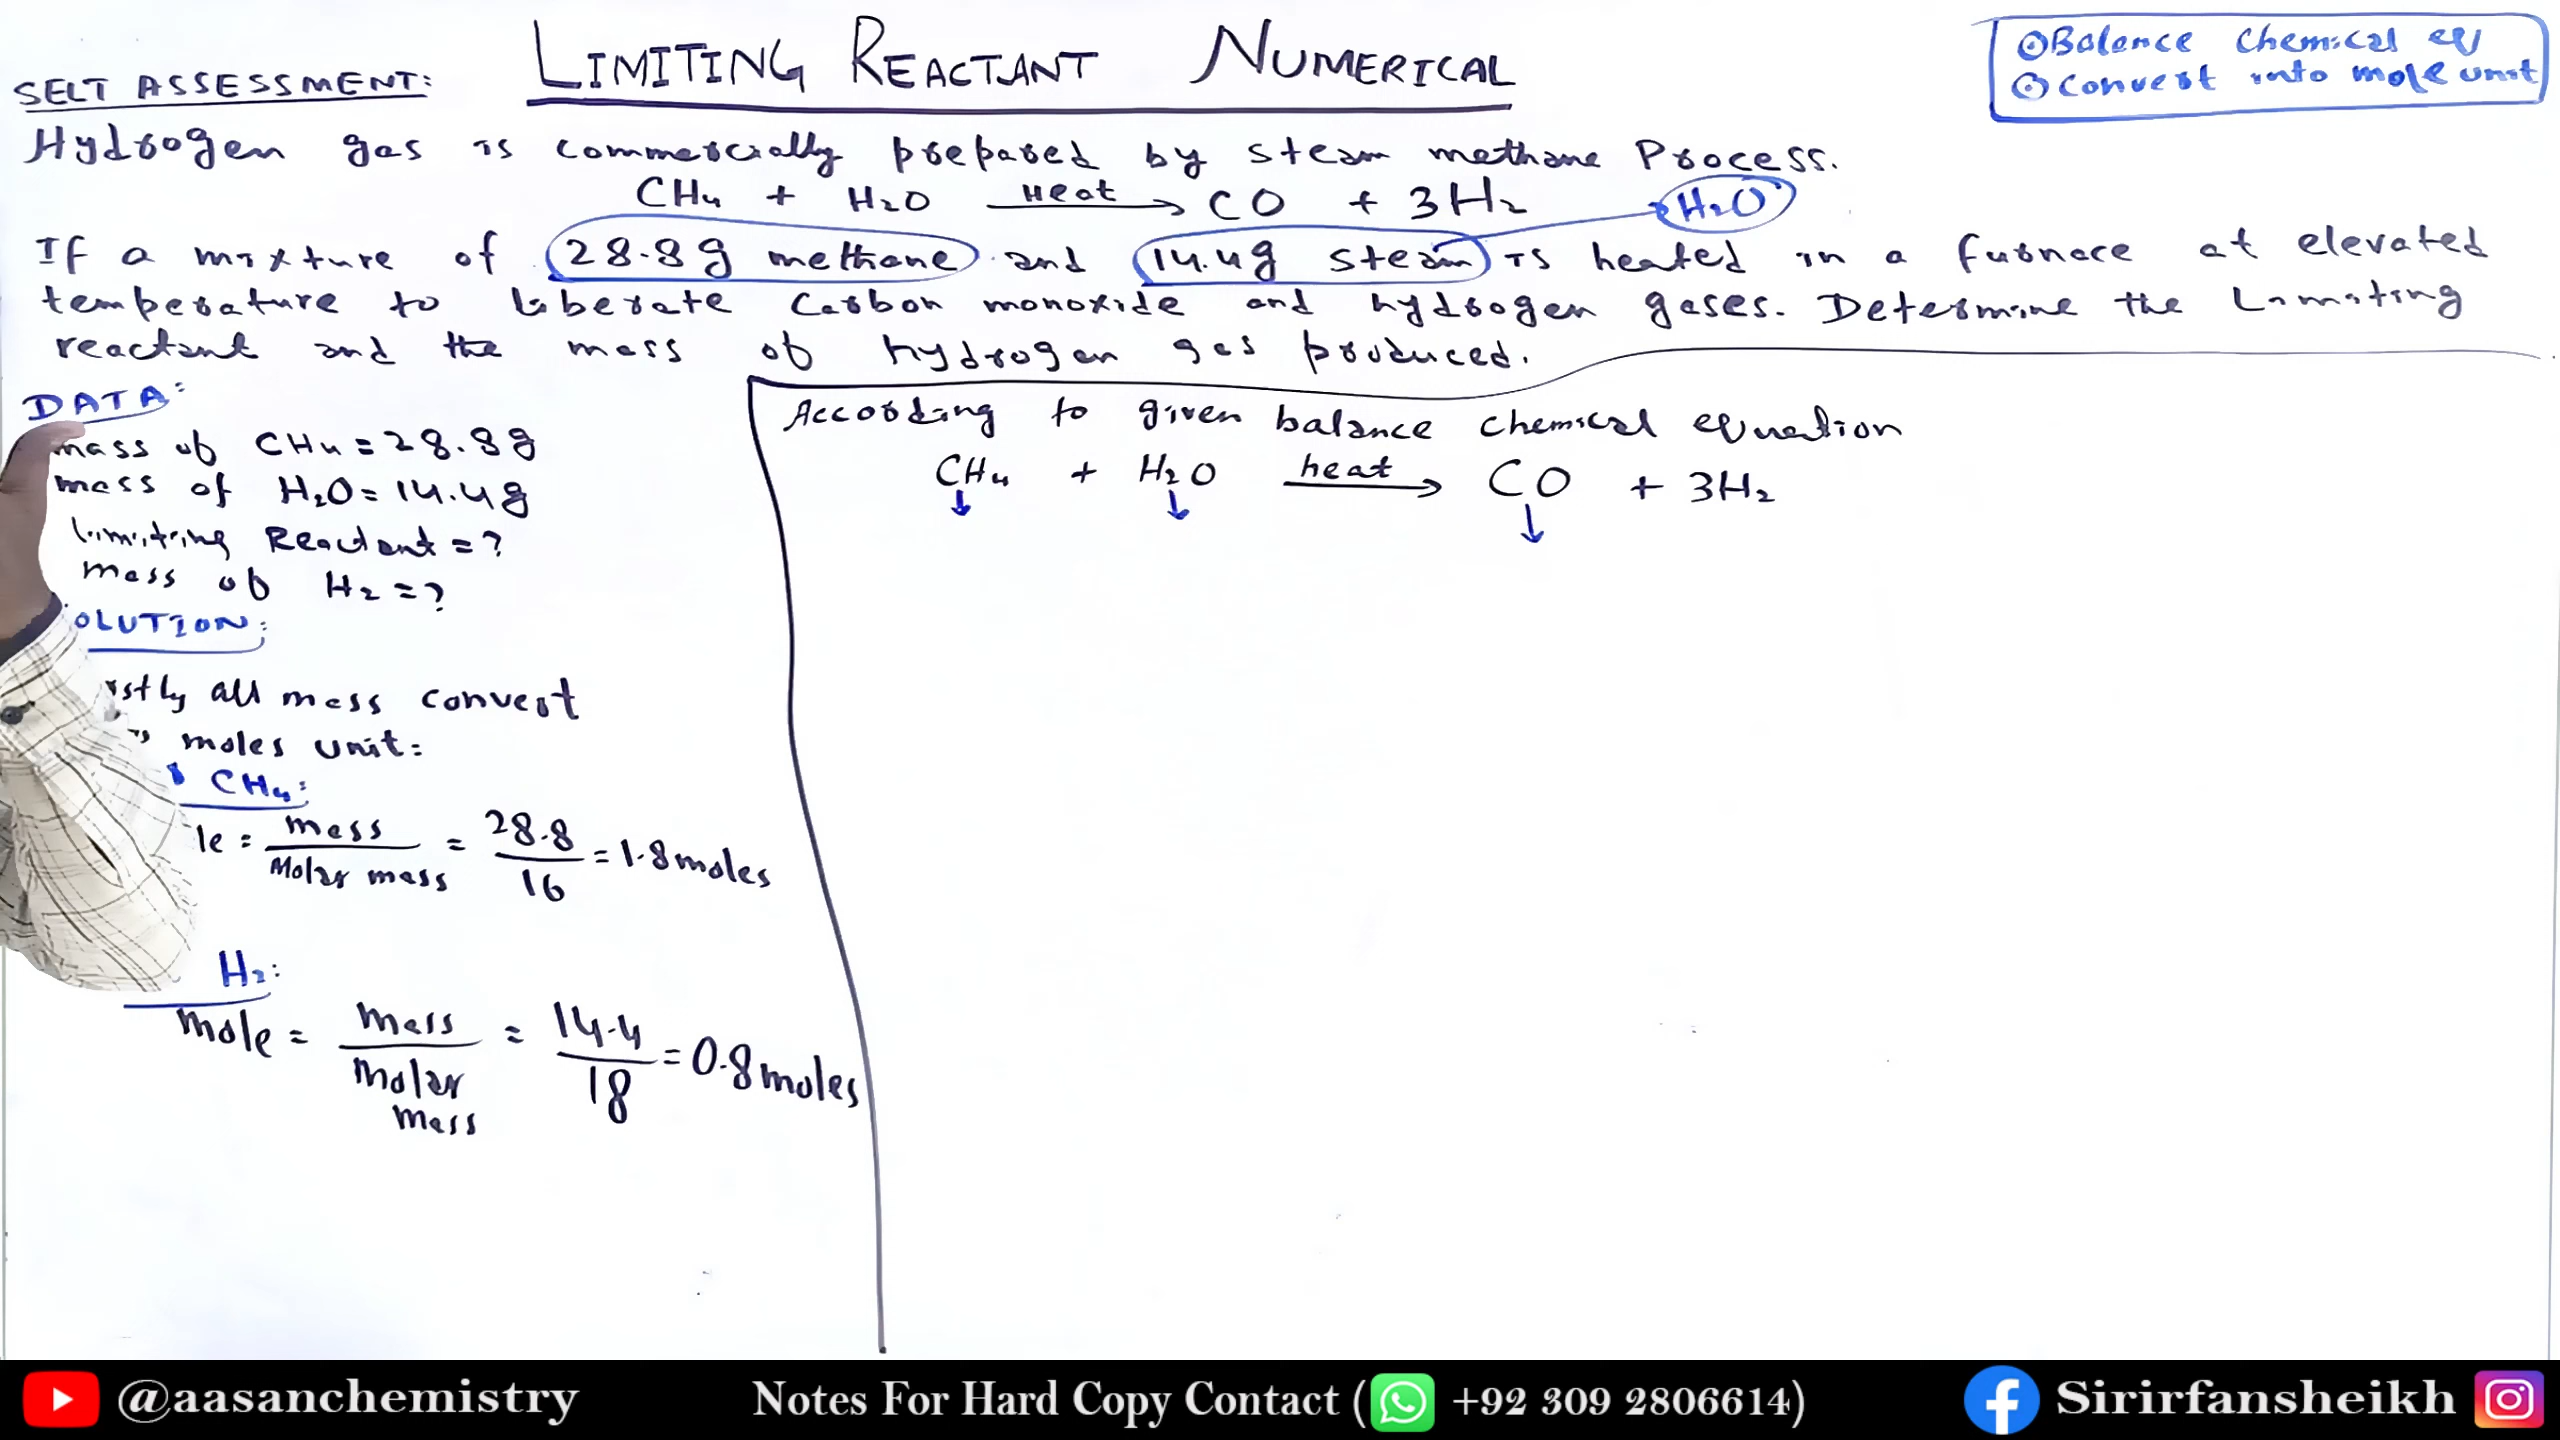 LIMITING REACTANT NUMERICAL
SELT ASSESSMENT:
⊙Balance chemical eq
⊙convert into mole unit
Hydrogen gas is commercially prepared by steam methane Process.
CH₄ + H₂O Heat → CO + 3H₂
H₂O
If a mixture of 28.8g methane and 14.4g steam is heated in a furnace at elevated
temperature to liberate Carbon monoxide and hydrogen gases. Determine the Limiting
reactant and the mass of hydrogen gas produced.
DATA:
mass of CH₄ = 28.8g
mass of H₂O = 14.4g
limiting Reactant = ?
mass of H₂ = ?
OLUTION:
stly all mass convert
moles unit:
CH₄:
le = mass / Molar mass = 28.8 / 16 = 1.8 moles
H₂:
mole = mass / molar mass = 14.4 / 18 = 0.8 moles
According to given balance chemical equation
CH₄ + H₂O heat → CO + 3H₂
↓ ↓ ↓
@aasanchemistry
Notes For Hard Copy Contact ( +92 309 2806614)
Sirirfansheikh